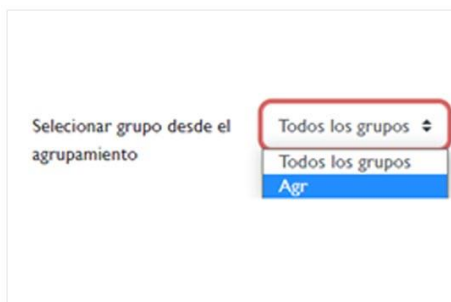 Selecionar grupo desde el
agrupamiento
Todos los grupos
Todos los grupos
Agr